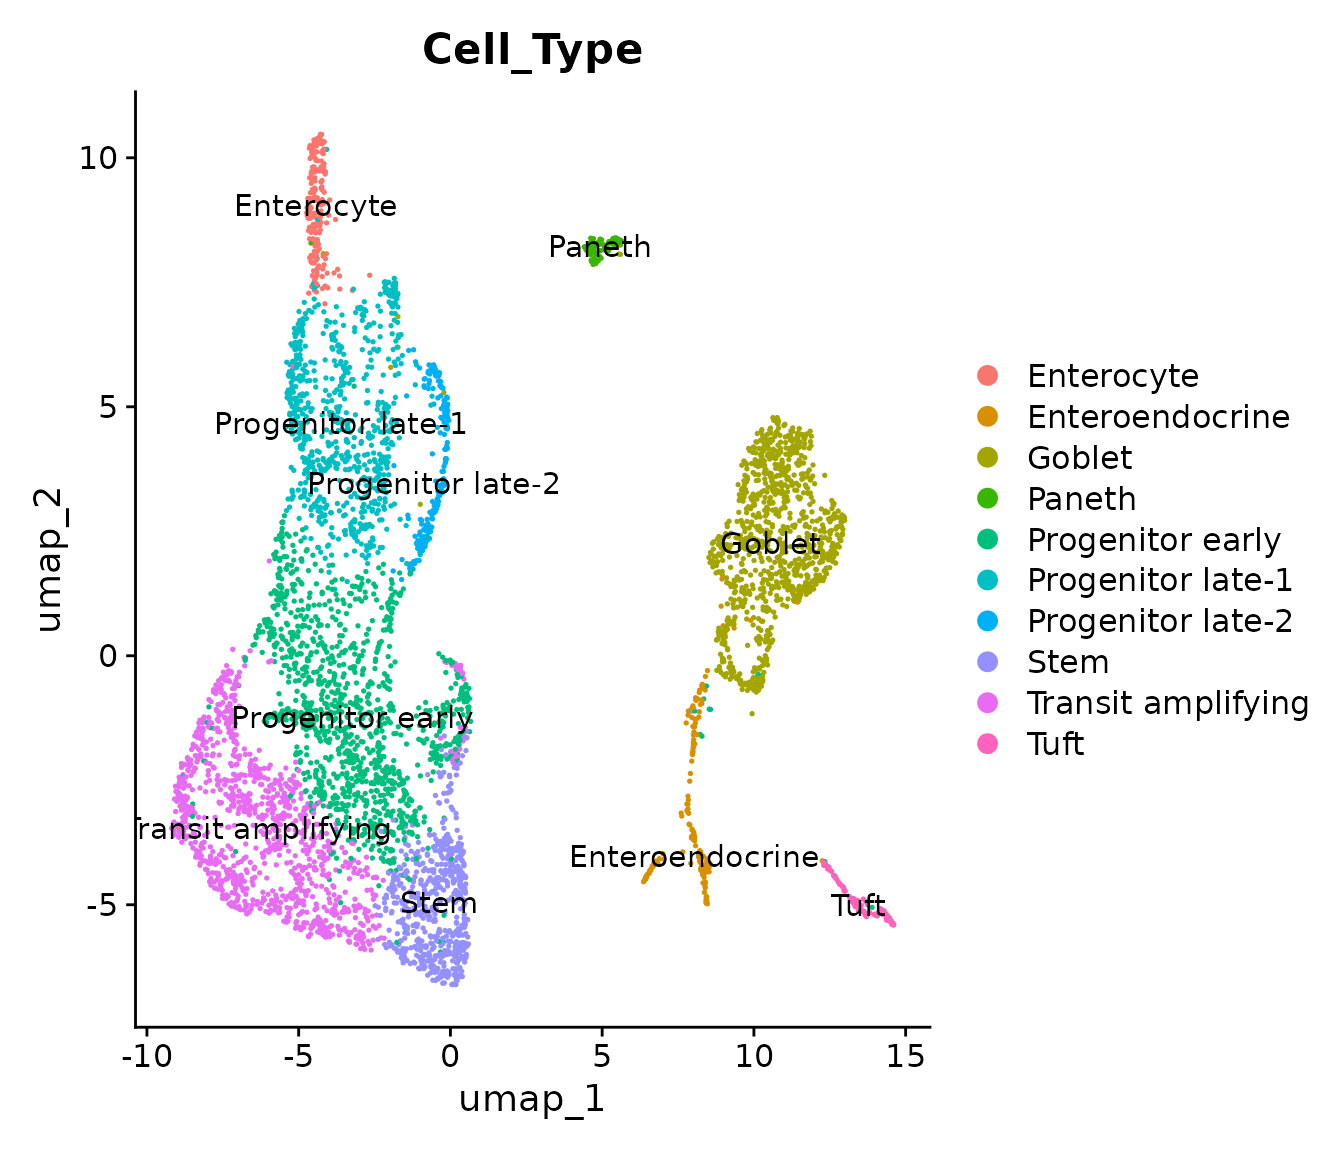 Cell_Type
10
5
0
-5
umap_2
Enterocyte
Paneth
Progenitor late-1
Progenitor late-2
Goblet
Progenitor early
ransit amplifying
Enteroendocrine
Stem
Tuft
-10 -5 0 5 10 15
umap_1
Enterocyte
Enteroendocrine
Goblet
Paneth
Progenitor early
Progenitor late-1
Progenitor late-2
Stem
Transit amplifying
Tuft